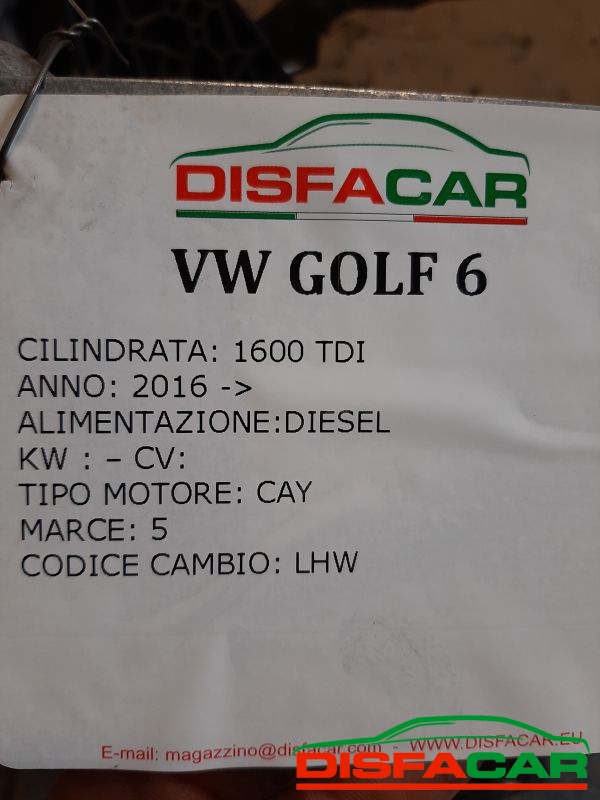 DISFACAR
VW GOLF 6
CILINDRATA: 1600 TDI
ANNO: 2016 ->
ALIMENTAZIONE:DIESEL
KW : – CV:
TIPO MOTORE: CAY
MARCE: 5
CODICE CAMBIO: LHW
E-mail: magazzino@disfacar.com - WWW.DISFACAR.EU
DISFACAR